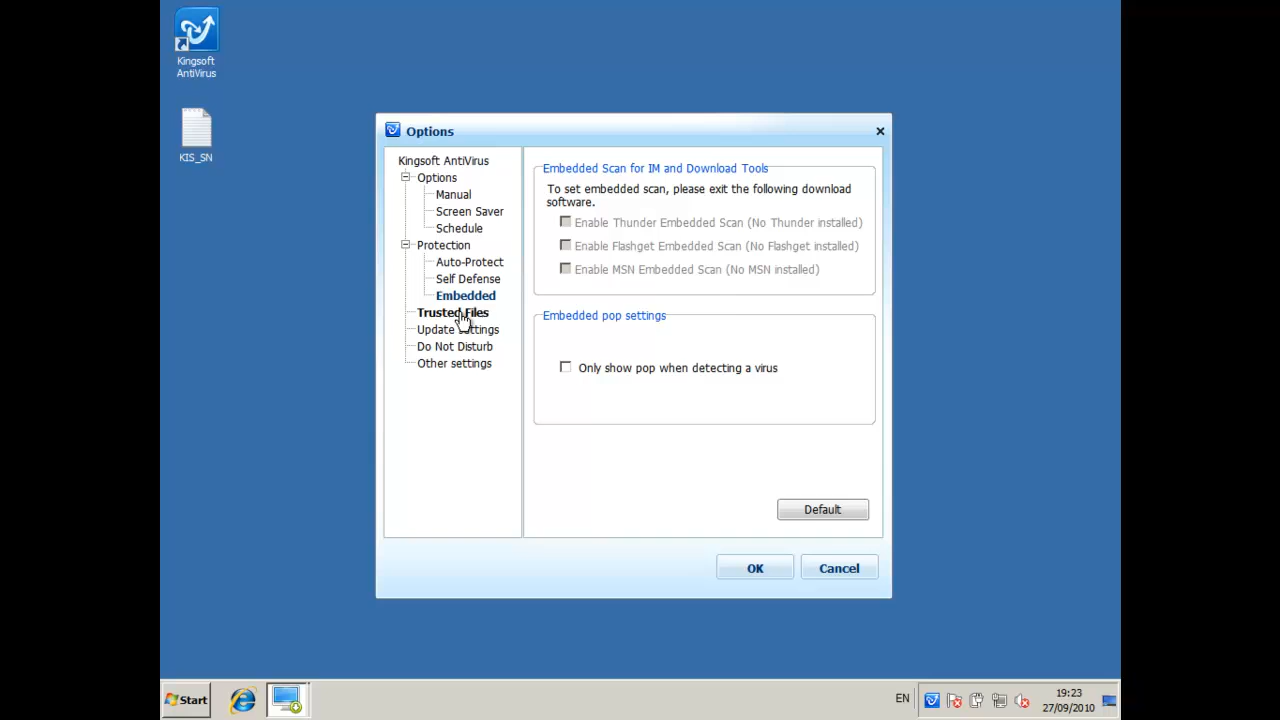 Kingsoft
AntiVirus
KIS_SN
Options
Kingsoft AntiVirus
Options
Manual
Screen Saver
Schedule
Protection
Auto-Protect
Self Defense
Embedded
Trusted Files
Update settings
Do Not Disturb
Other settings
Embedded Scan for IM and Download Tools
To set embedded scan, please exit the following download
software.
Enable Thunder Embedded Scan (No Thunder installed)
Enable Flashget Embedded Scan (No Flashget installed)
Enable MSN Embedded Scan (No MSN installed)
Embedded pop settings
Only show pop when detecting a virus
Default
OK Cancel
Start
EN
19:23
27/09/2010